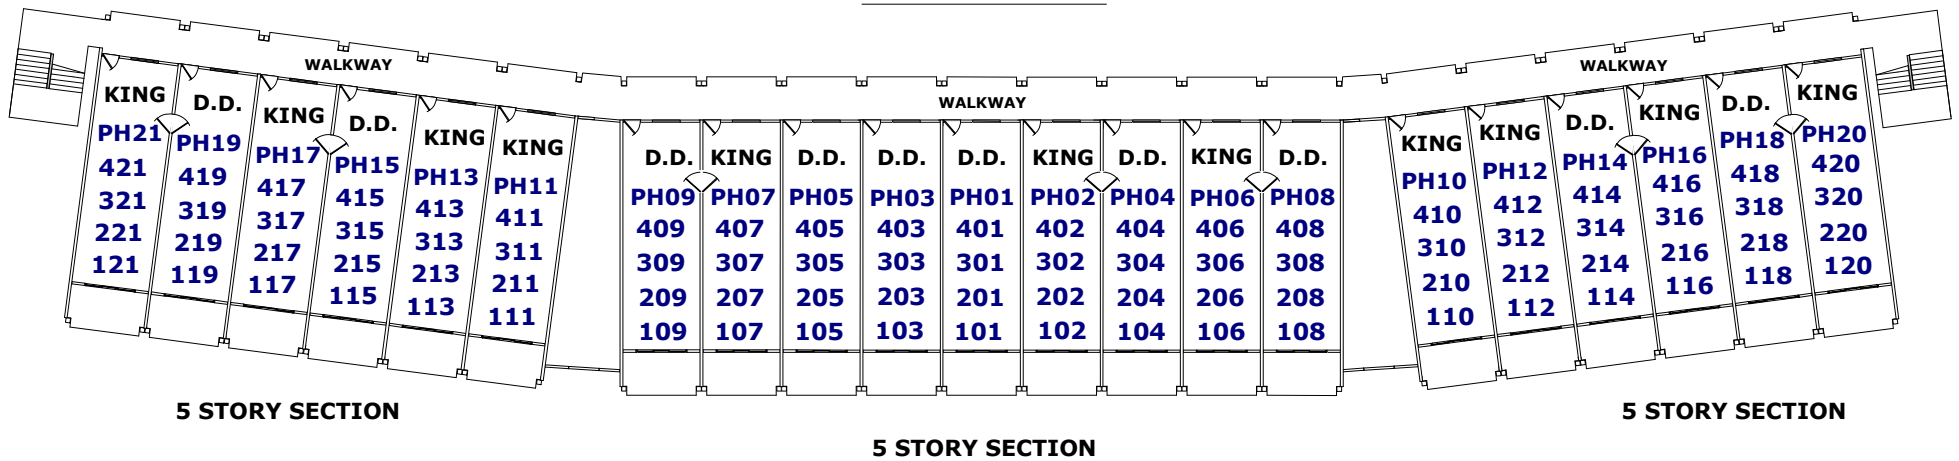 WALKWAY
WALKWAY
WALKWAY
KING
PH21
421
321
221
121
D.D.
PH19
419
319
219
119
KING
PH17
417
317
217
117
D.D.
PH15
415
315
215
115
KING
PH13
413
313
213
113
KING
PH11
411
311
211
111
D.D.
PH09
409
309
209
109
KING
PH07
407
307
207
107
D.D.
PH05
405
305
205
105
D.D.
PH03
403
303
203
103
D.D.
PH01
401
301
201
101
KING
PH02
402
302
202
102
D.D.
PH04
404
304
204
104
KING
PH06
406
306
206
106
D.D.
PH08
408
308
208
108
KING
PH10
410
310
210
110
KING
PH12
412
312
212
112
D.D.
PH14
414
314
214
114
KING
PH16
416
316
216
116
D.D.
PH18
418
318
218
118
KING
PH20
420
320
220
120
5 STORY SECTION
5 STORY SECTION
5 STORY SECTION